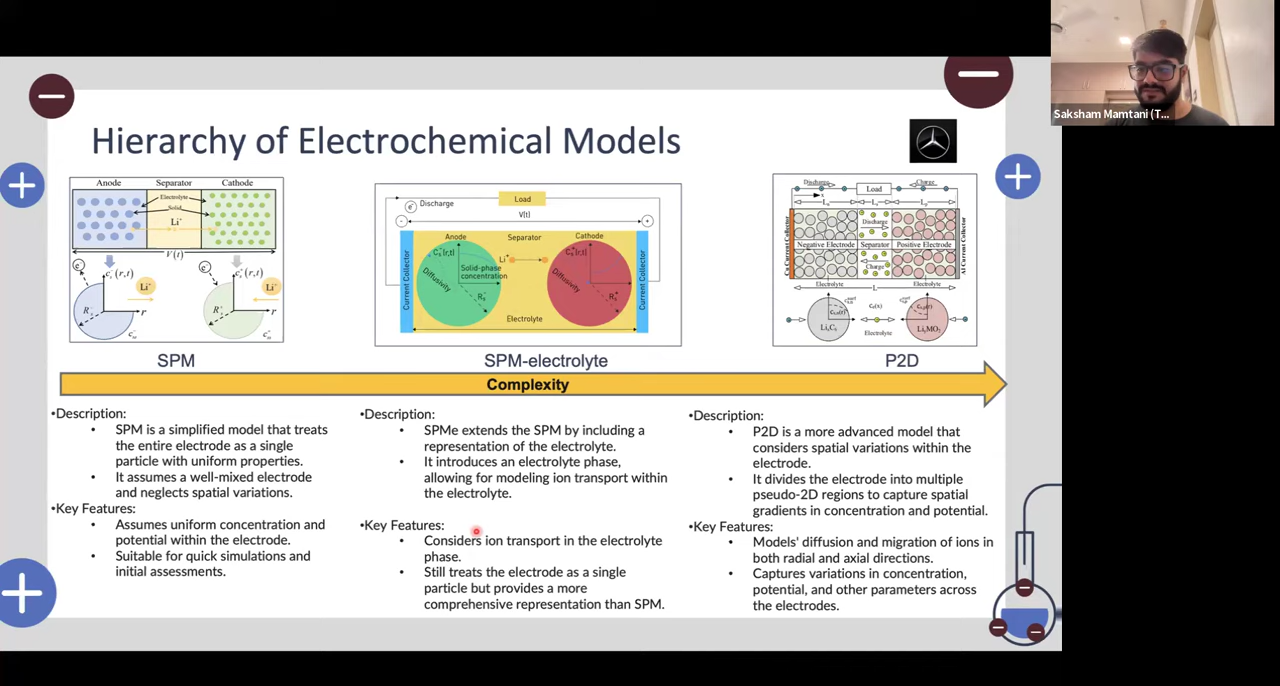 Saksham Mamtani (T...
Hierarchy of Electrochemical Models
Anode Separator Cathode
Electrolyte
Solid
Li⁺
V(t)
e⁻
Li⁺
r
e⁻
Li⁺
r
SPM
Load
e⁻ Discharge
V(t)
Anode Separator Cathode
Current Collector
Cs⁻(r,t)
Solid-phase
concentration
Diffusivity
Li⁺
Cs⁺(r,t)
Diffusivity
Current Collector
Electrolyte
SPM-electrolyte
Discharge Load Charge
x
Cu Current Collector
Discharge
Negative Electrode Separator Positive Electrode
Charge
Al Current Collector
L
Electrolyte Electrolyte
LixC6
Electrolyte
LiyMO2
P2D
Complexity
•Description:
• SPM is a simplified model that treats
the entire electrode as a single
particle with uniform properties.
• It assumes a well-mixed electrode
and neglects spatial variations.
•Key Features:
• Assumes uniform concentration and
potential within the electrode.
• Suitable for quick simulations and
initial assessments.
•Description:
• SPMe extends the SPM by including a
representation of the electrolyte.
• It introduces an electrolyte phase,
allowing for modeling ion transport within
the electrolyte.
•Key Features:
• Considers ion transport in the electrolyte
phase.
• Still treats the electrode as a single
particle but provides a more
comprehensive representation than SPM.
•Description:
• P2D is a more advanced model that
considers spatial variations within the
electrode.
• It divides the electrode into multiple
pseudo-2D regions to capture spatial
gradients in concentration and potential.
•Key Features:
• Models' diffusion and migration of ions in
both radial and axial directions.
• Captures variations in concentration,
potential, and other parameters across
the electrodes.